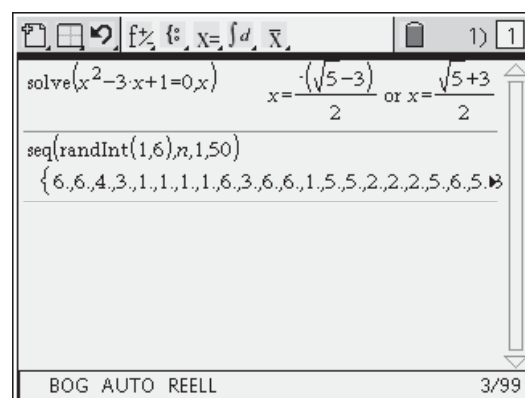 f± {: x= ∫d x̄ 1) 1
solve(x²-3·x+1=0,x) x=-(√5-3)/2 or x=(√5+3)/2
seq(randInt(1,6),n,1,50)
{6.,6.,4.,3.,1.,1.,1.,1.,6.,3.,6.,6.,1.,5.,5.,2.,2.,2.,5.,6.,5.,3
BOG AUTO REELL 3/99